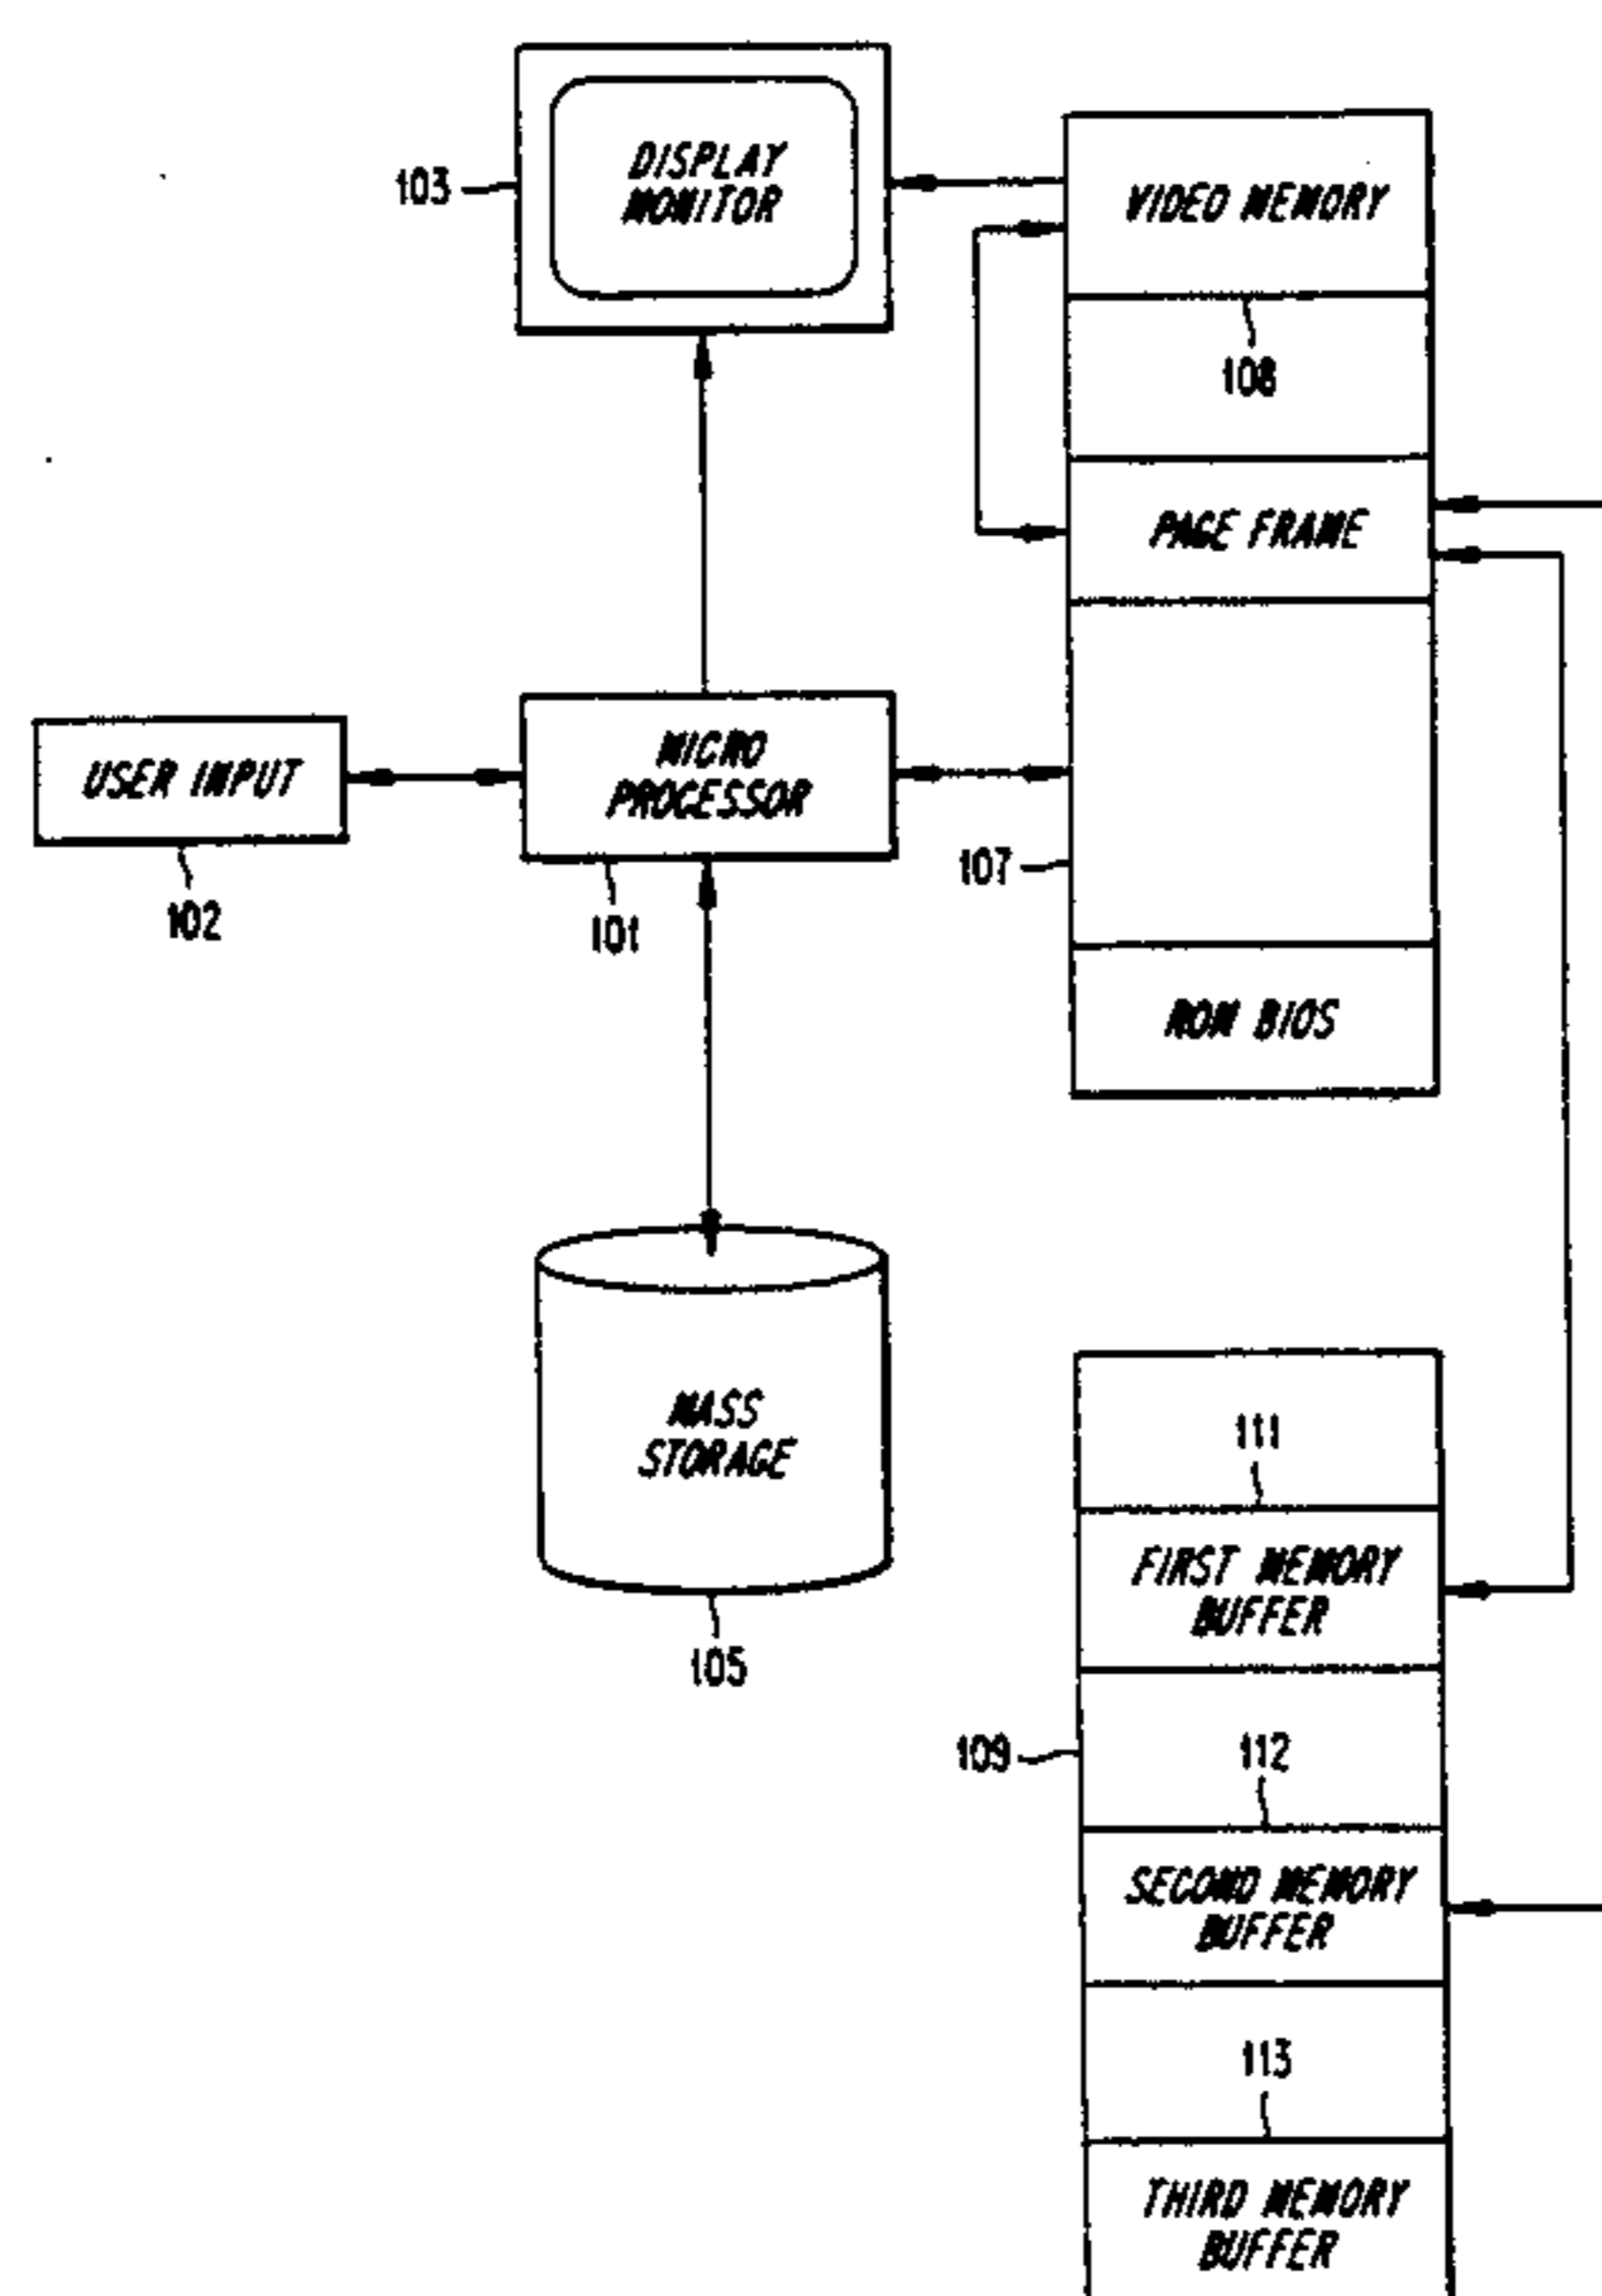 DISPLAY
MONITOR
103
VIDEO MEMORY
108
PAGE FRAME
USER INPUT
102
MICRO
PROCESSOR
101
107
ROM BIOS
MASS
STORAGE
105
111
FIRST MEMORY
BUFFER
109
112
SECOND MEMORY
BUFFER
113
THIRD MEMORY
BUFFER